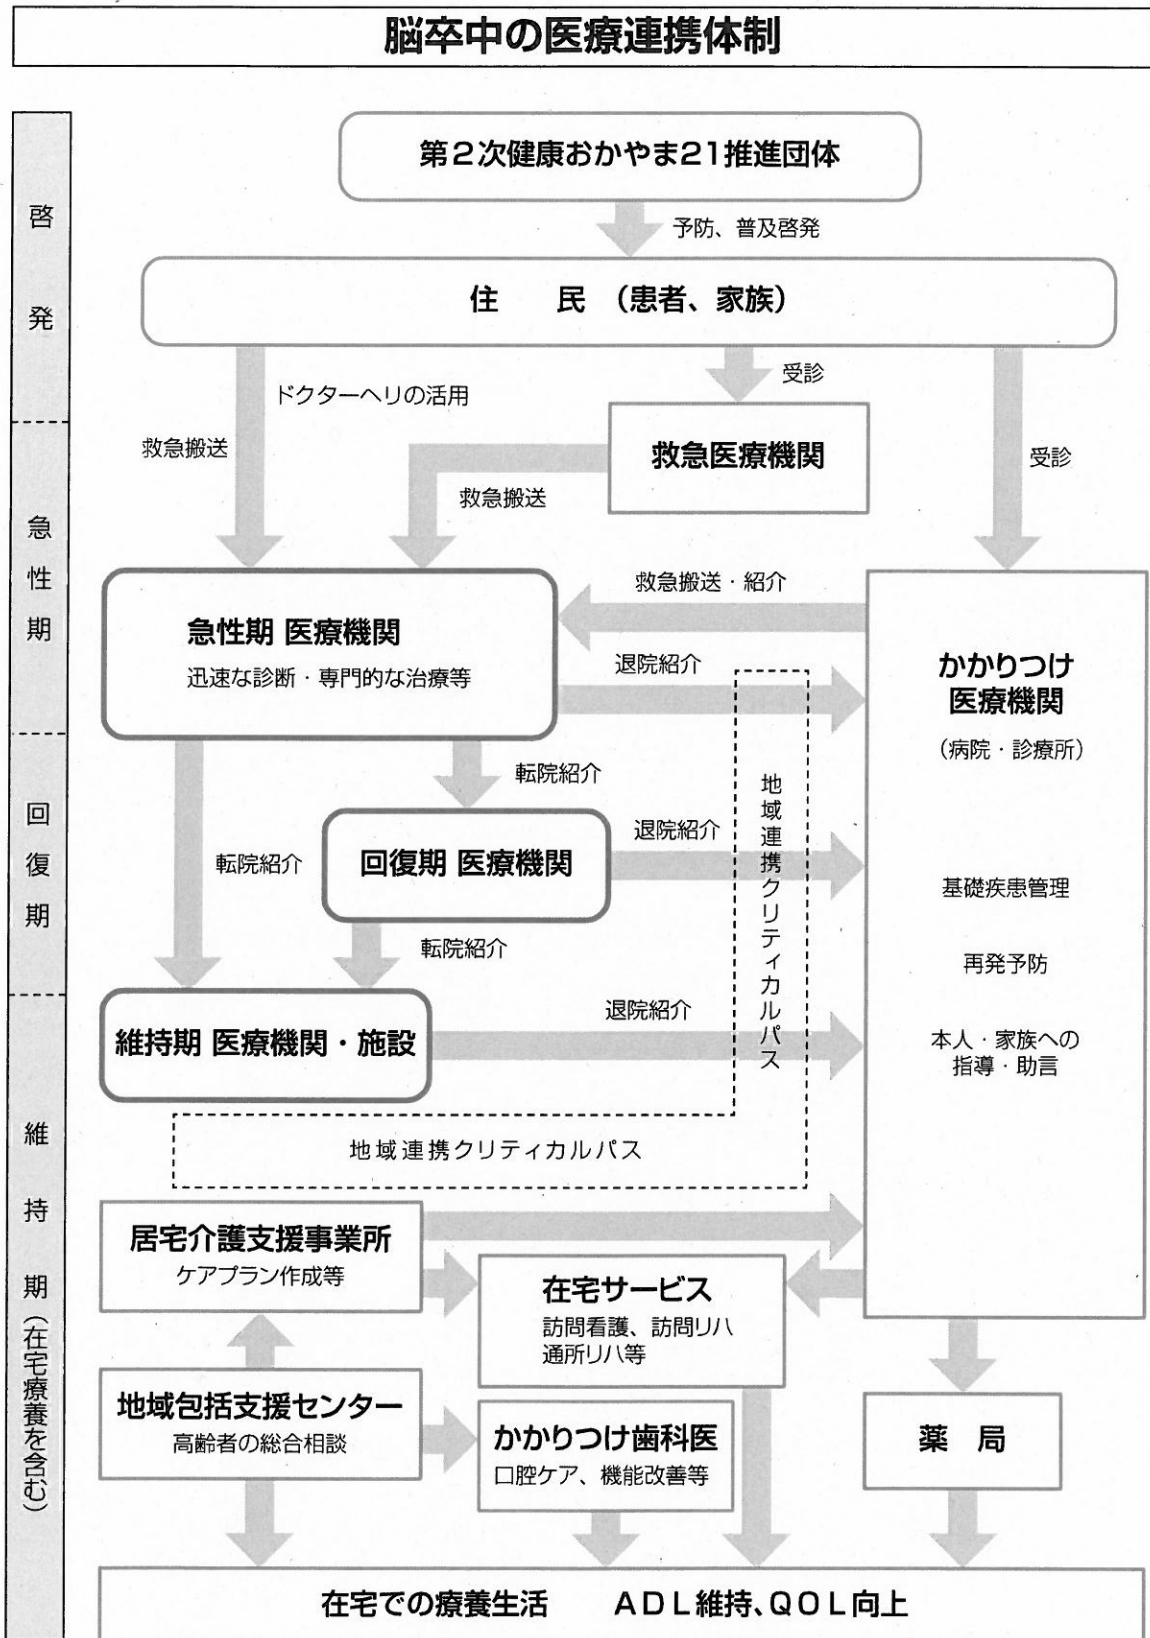 脳卒中の医療連携体制
啓発
第2次健康おかやま21推進団体
予防、普及啓発
住　　民 （患者、家族）
ドクターヘリの活用
受診
救急搬送
救急医療機関
受診
救急搬送
急性期
急性期 医療機関
迅速な診断・専門的な治療等
救急搬送・紹介
退院紹介
かかりつけ
医療機関
（病院・診療所）
基礎疾患管理
再発予防
本人・家族への
指導・助言
転院紹介
回復期
転院紹介
回復期 医療機関
退院紹介
地域連携クリティカルパス
転院紹介
維持期 医療機関・施設
退院紹介
地域連携クリティカルパス
維持期（在宅療養を含む）
居宅介護支援事業所
ケアプラン作成等
在宅サービス
訪問看護、訪問リハ
通所リハ等
地域包括支援センター
高齢者の総合相談
かかりつけ歯科医
口腔ケア、機能改善等
薬　局
在宅での療養生活　　ADL維持、QOL向上